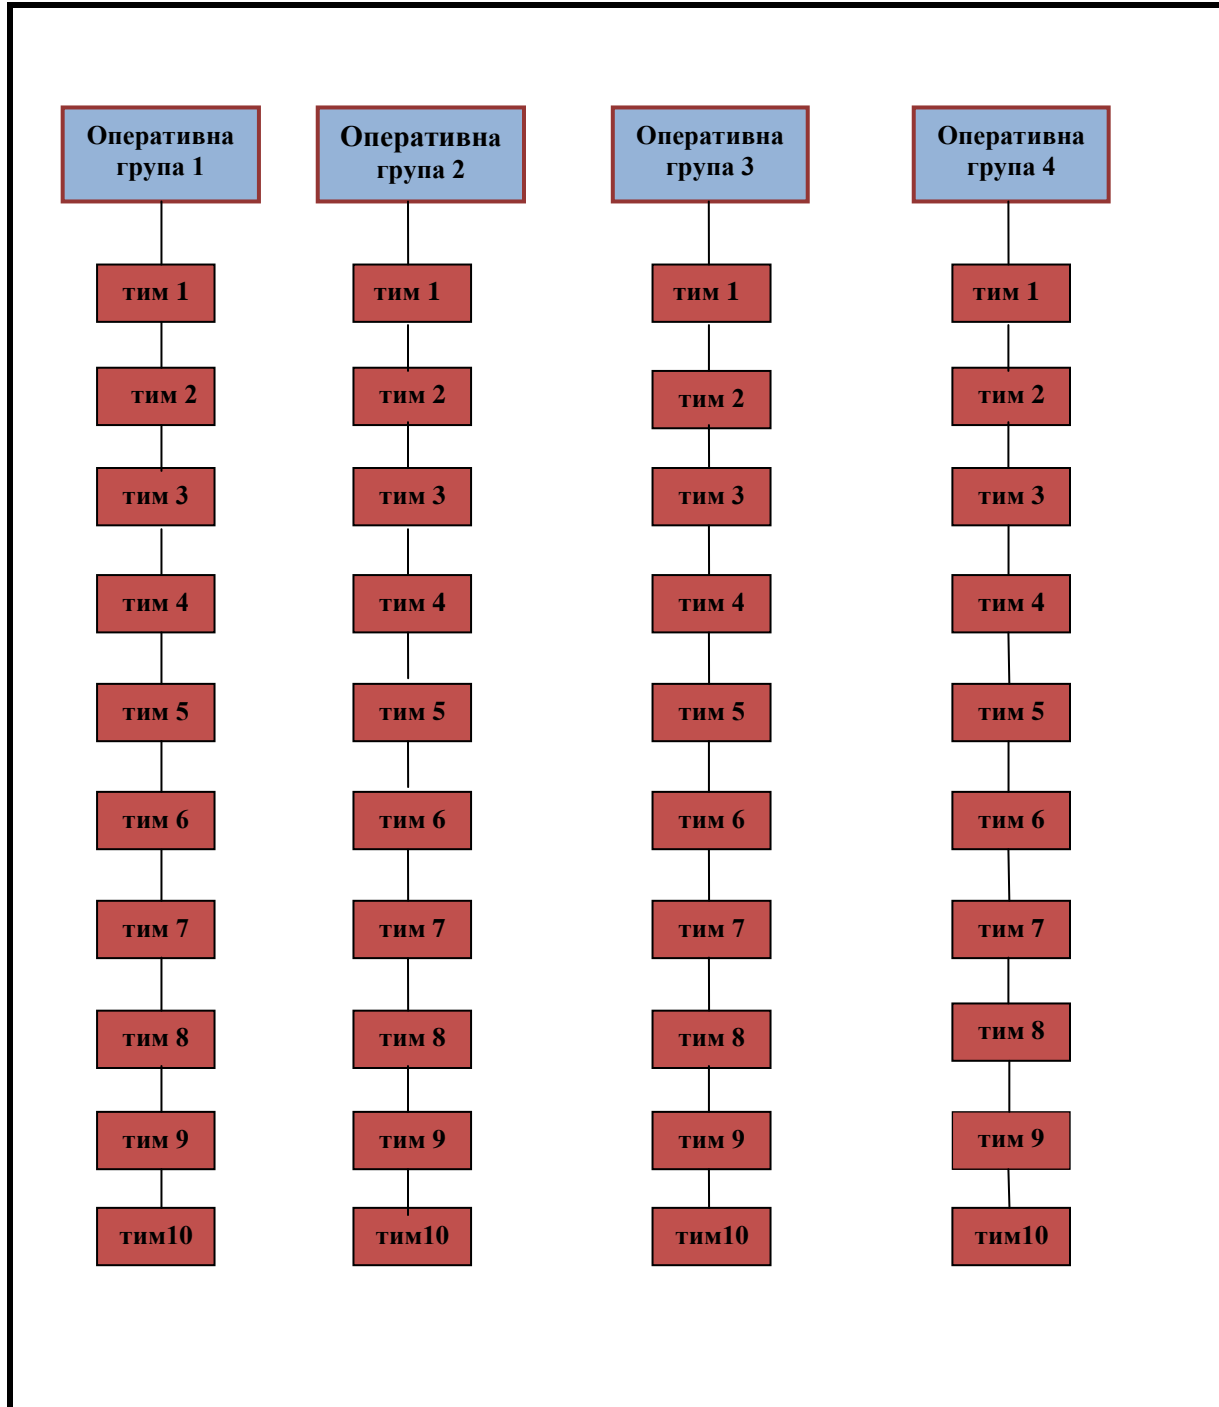 Оперативна
група 1
тим 1
тим 2
тим 3
тим 4
тим 5
тим 6
тим 7
тим 8
тим 9
тим10
Оперативна
група 2
тим 1
тим 2
тим 3
тим 4
тим 5
тим 6
тим 7
тим 8
тим 9
тим10
Оперативна
група 3
тим 1
тим 2
тим 3
тим 4
тим 5
тим 6
тим 7
тим 8
тим 9
тим10
Оперативна
група 4
тим 1
тим 2
тим 3
тим 4
тим 5
тим 6
тим 7
тим 8
тим 9
тим10